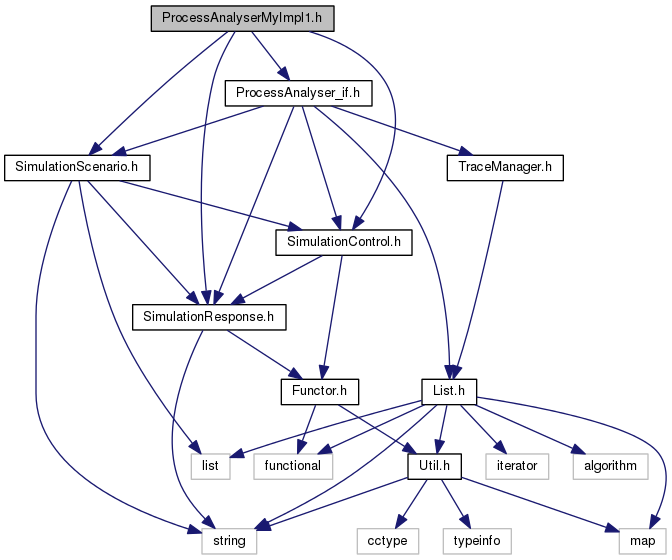 ProcessAnalyserMyImpl1.h
ProcessAnalyser_if.h
SimulationScenario.h
TraceManager.h
SimulationControl.h
SimulationResponse.h
Functor.h
List.h
list
functional
Util.h
iterator
algorithm
string
cctype
typeinfo
map